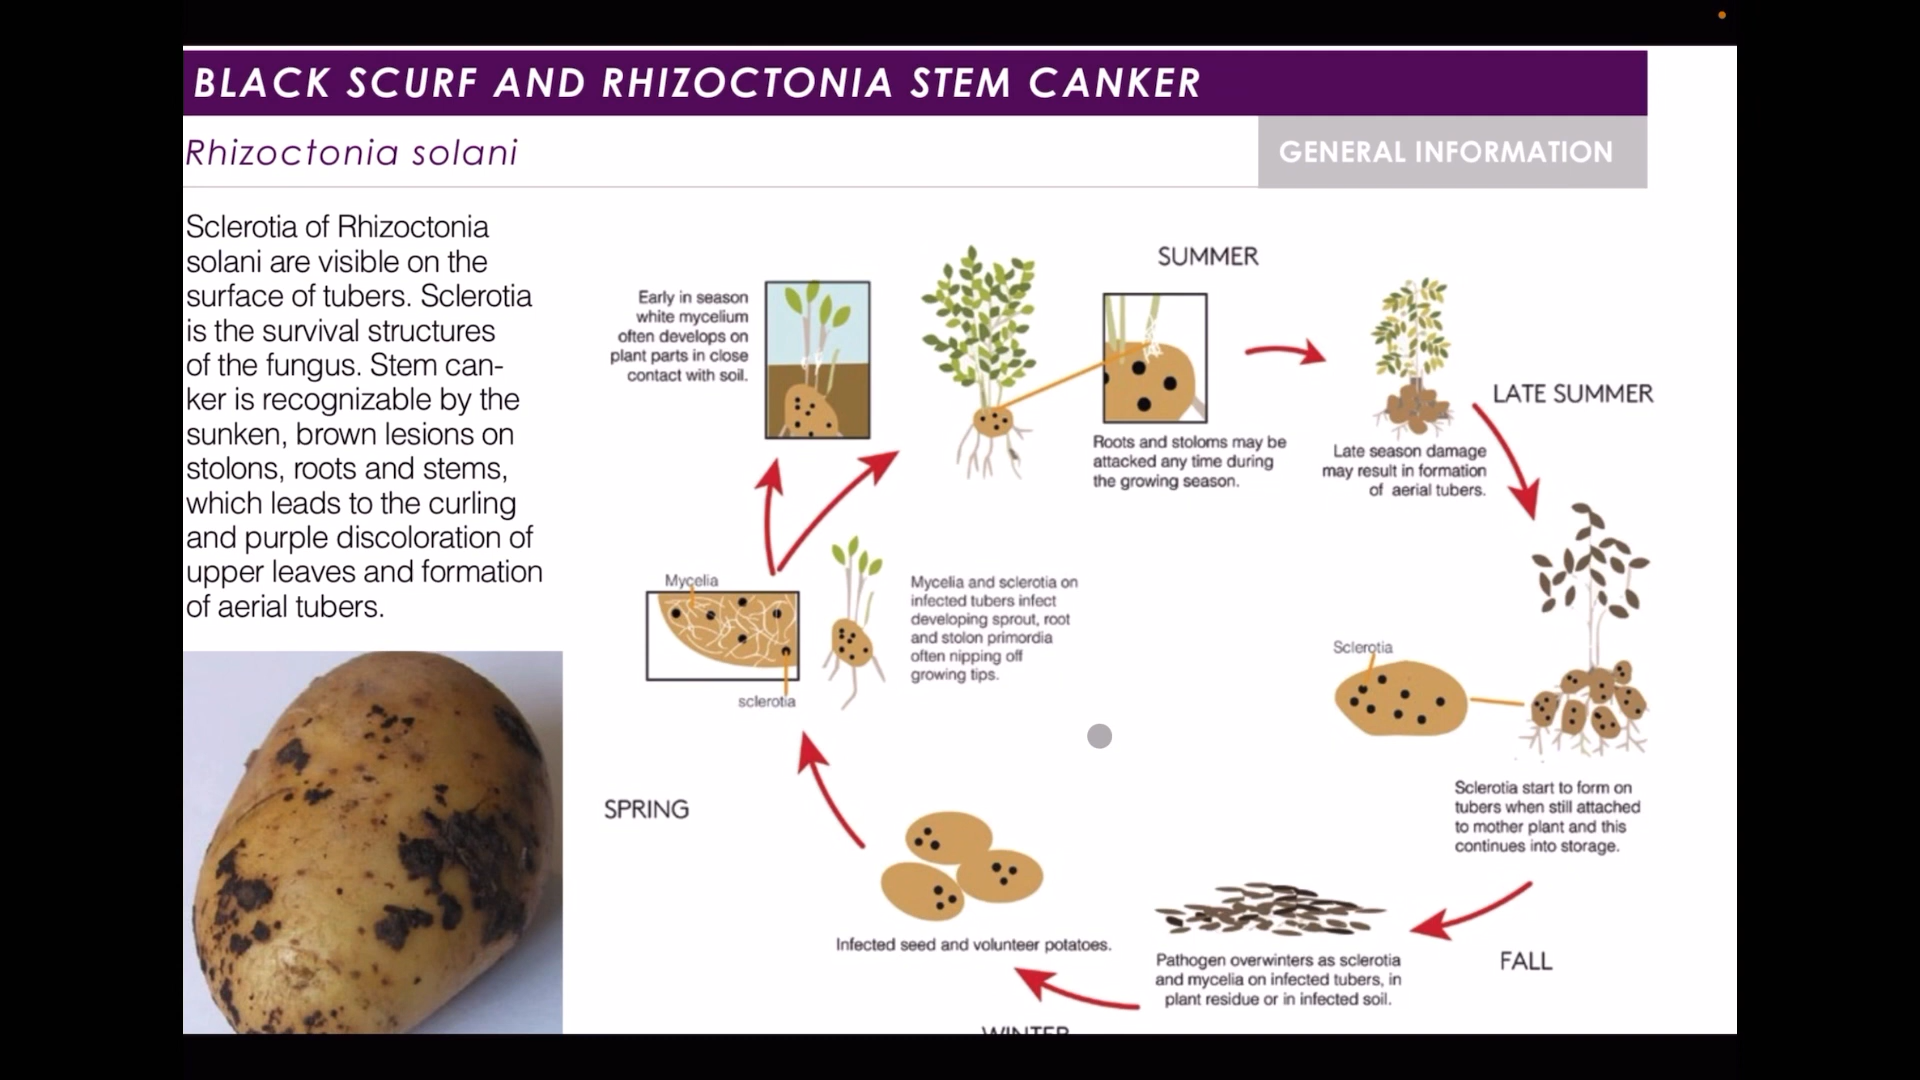 BLACK SCURF AND RHIZOCTONIA STEM CANKER
Rhizoctonia solani
GENERAL INFORMATION
Sclerotia of Rhizoctonia
solani are visible on the
surface of tubers. Sclerotia
is the survival structures
of the fungus. Stem can-
ker is recognizable by the
sunken, brown lesions on
stolons, roots and stems,
which leads to the curling
and purple discoloration of
upper leaves and formation
of aerial tubers.
Early in season
white mycelium
often develops on
plant parts in close
contact with soil.
SUMMER
Roots and stoloms may be
attacked any time during
the growing season.
LATE SUMMER
Late season damage
may result in formation
of aerial tubers.
Mycelia
sclerotia
Mycelia and sclerotia on
infected tubers infect
developing sprout, root
and stolon primordia
often nipping off
growing tips.
Sclerotia
Sclerotia start to form on
tubers when still attached
to mother plant and this
continues into storage.
SPRING
Infected seed and volunteer potatoes.
Pathogen overwinters as sclerotia
and mycelia on infected tubers, in
plant residue or in infected soil.
FALL
WINTER